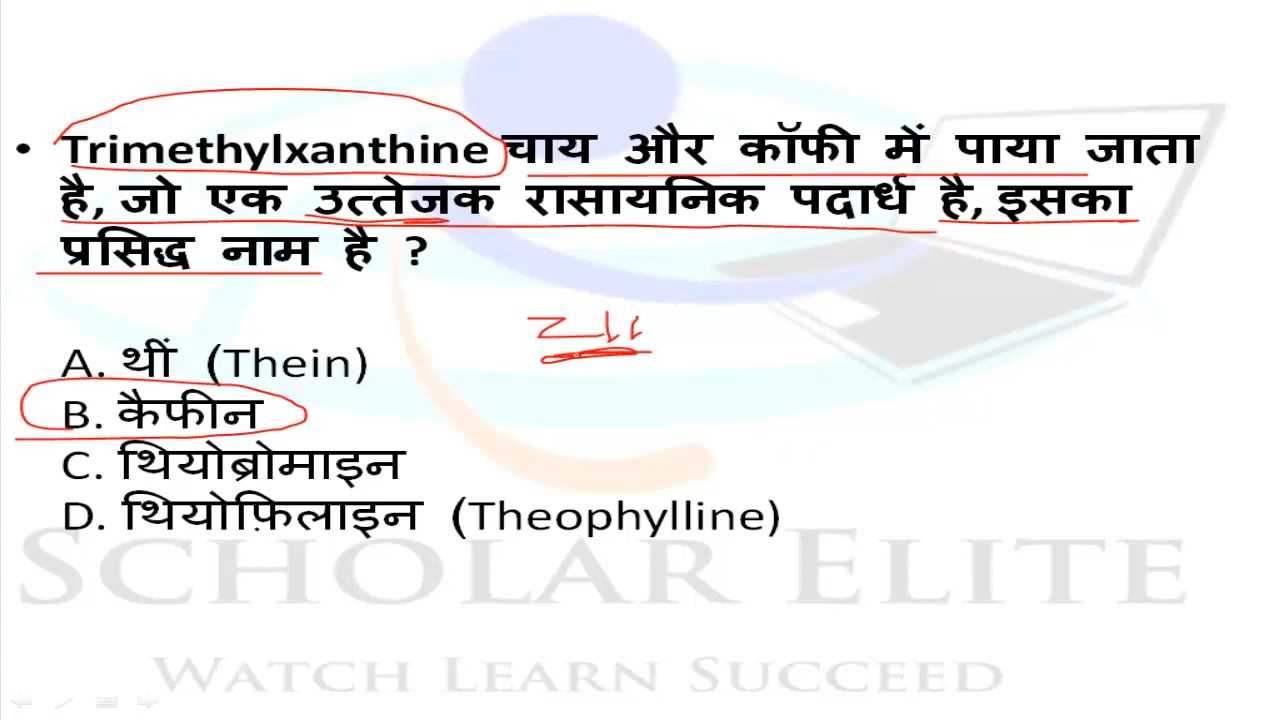 • Trimethylxanthine चाय और कॉफी में पाया जाता
है, जो एक उत्तेजक रासायनिक पदार्ध है, इसका
प्रसिद्ध नाम है ?
A. थीं (Thein)
B. कैफीन
C. थियोब्रोमाइन
D. थियोफ़िलाइन (Theophylline)
SCHOLAR ELITE
WATCH LEARN SUCCEED